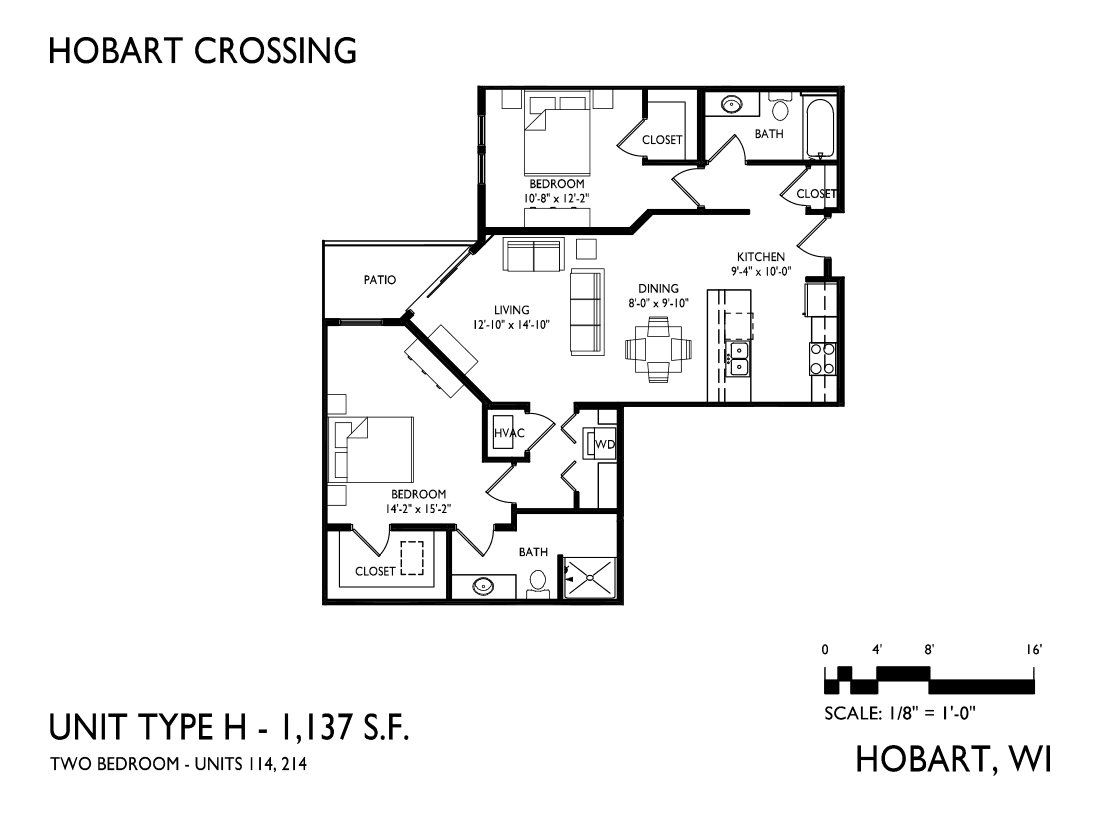 HOBART CROSSING
CLOSET
BATH
BEDROOM
10'-8" x 12'-2"
CLOSET
PATIO
KITCHEN
9'-4" x 10'-0"
DINING
8'-0" x 9'-10"
LIVING
12'-10" x 14'-10"
HVAC
WD
BEDROOM
14'-2" x 15'-2"
CLOSET
BATH
0 4' 8' 16'
SCALE: 1/8" = 1'-0"
UNIT TYPE H - 1,137 S.F.
TWO BEDROOM - UNITS 114, 214
HOBART, WI